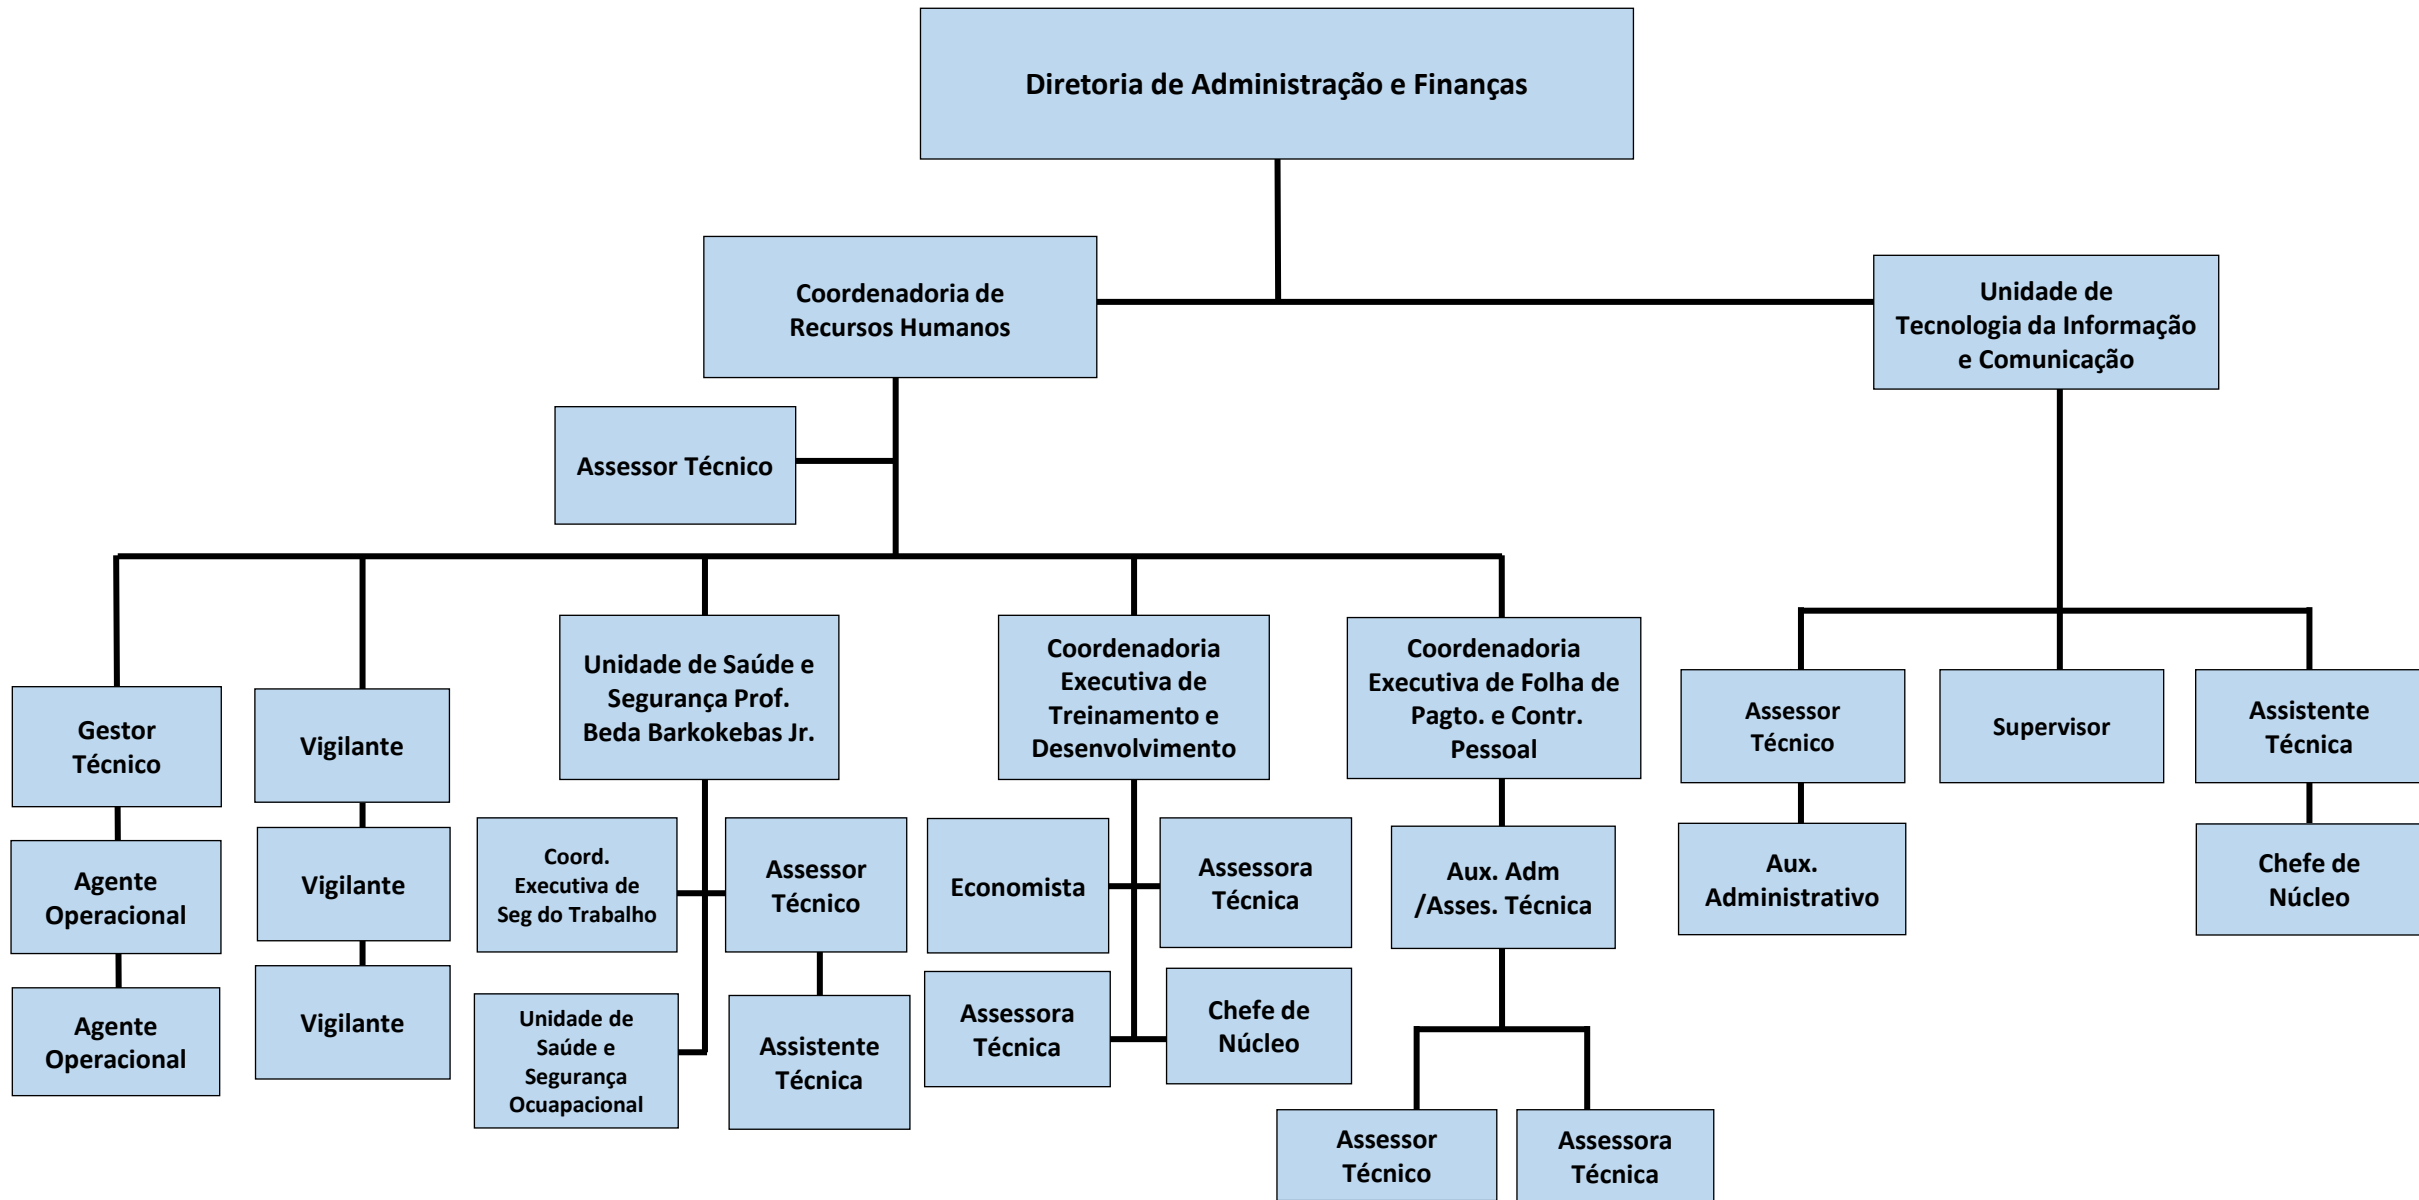 Diretoria de Administração e Finanças
Coordenadoria de
Recursos Humanos
Unidade de
Tecnologia da Informação
e Comunicação
Assessor Técnico
Gestor
Técnico
Agente
Operacional
Agente
Operacional
Vigilante
Vigilante
Vigilante
Unidade de Saúde e
Segurança Prof.
Beda Barkokebas Jr.
Coord.
Executiva de
Seg do Trabalho
Assessor
Técnico
Unidade de
Saúde e
Segurança
Ocuapacional
Assistente
Técnica
Coordenadoria
Executiva de
Treinamento e
Desenvolvimento
Economista
Assessora
Técnica
Assessora
Técnica
Chefe de
Núcleo
Coordenadoria
Executiva de Folha de
Pagto. e Contr.
Pessoal
Aux. Adm
/Asses. Técnica
Assessor
Técnico
Assessora
Técnica
Assessor
Técnico
Aux.
Administrativo
Supervisor
Assistente
Técnica
Chefe de
Núcleo